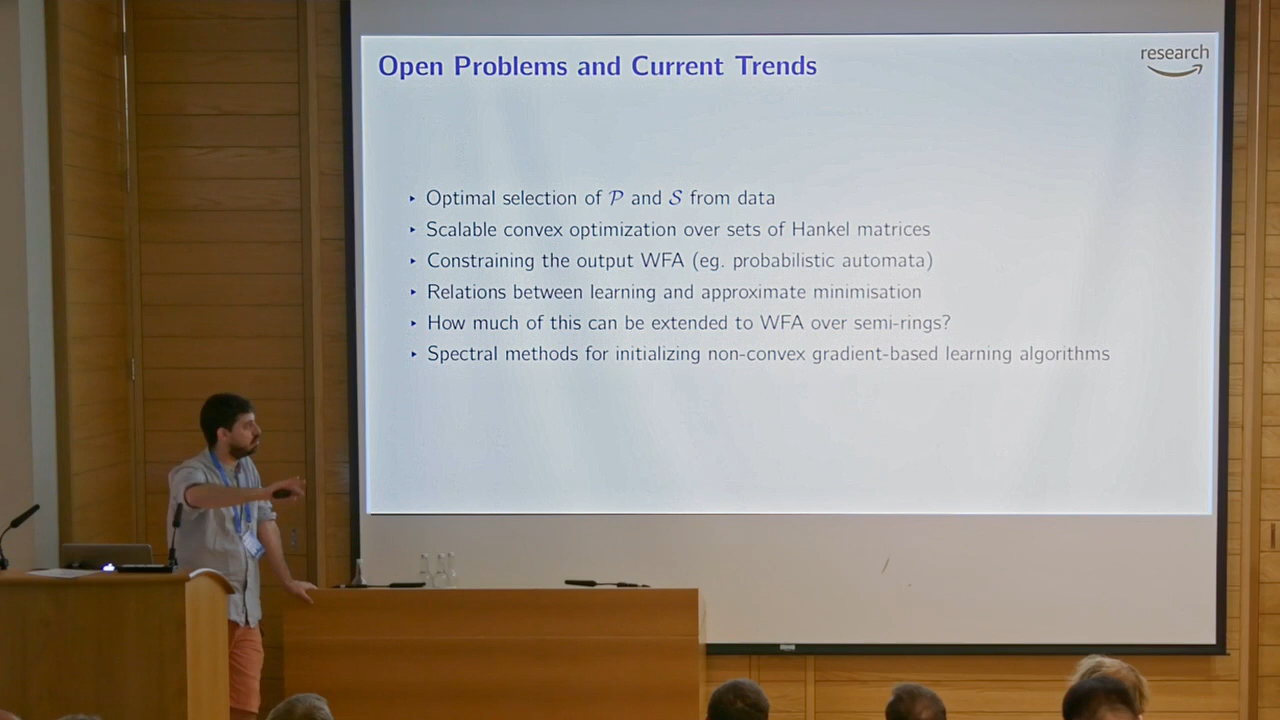 Open Problems and Current Trends
research
‣ Optimal selection of 𝒫 and 𝒮 from data
‣ Scalable convex optimization over sets of Hankel matrices
‣ Constraining the output WFA (eg. probabilistic automata)
‣ Relations between learning and approximate minimisation
‣ How much of this can be extended to WFA over semi-rings?
‣ Spectral methods for initializing non-convex gradient-based learning algorithms